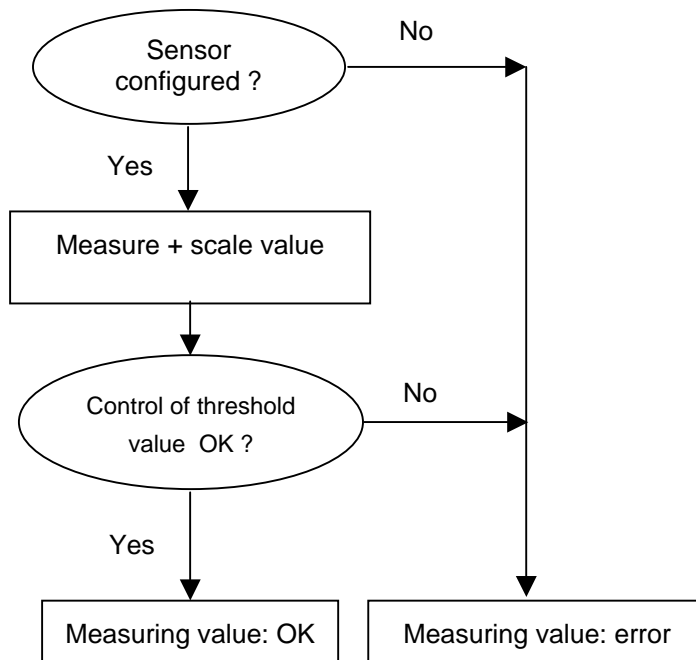 No
Sensor
configured ?
Yes
Measure + scale value
Control of threshold
value OK ?
No
Yes
Measuring value: OK
Measuring value: error